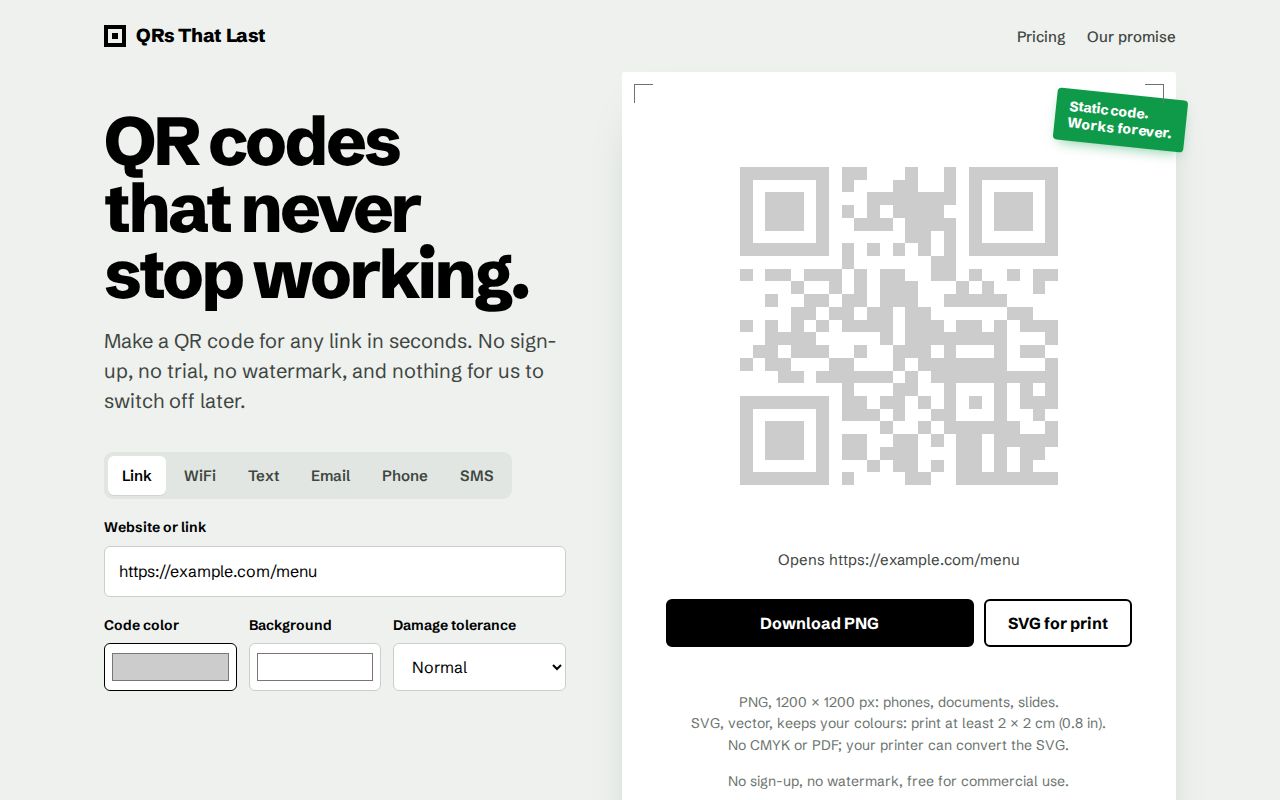 QRs That Last
Pricing
Our promise
QR codes
that never
stop working.
Make a QR code for any link in seconds. No sign-
up, no trial, no watermark, and nothing for us to
switch off later.
Link
WiFi
Text
Email
Phone
SMS
Website or link
https://example.com/menu
Code color
Background
Damage tolerance
Normal
Static code.
Works forever.
Opens https://example.com/menu
Download PNG
SVG for print
PNG, 1200 × 1200 px: phones, documents, slides.
SVG, vector, keeps your colours: print at least 2 × 2 cm (0.8 in).
No CMYK or PDF; your printer can convert the SVG.
No sign-up, no watermark, free for commercial use.